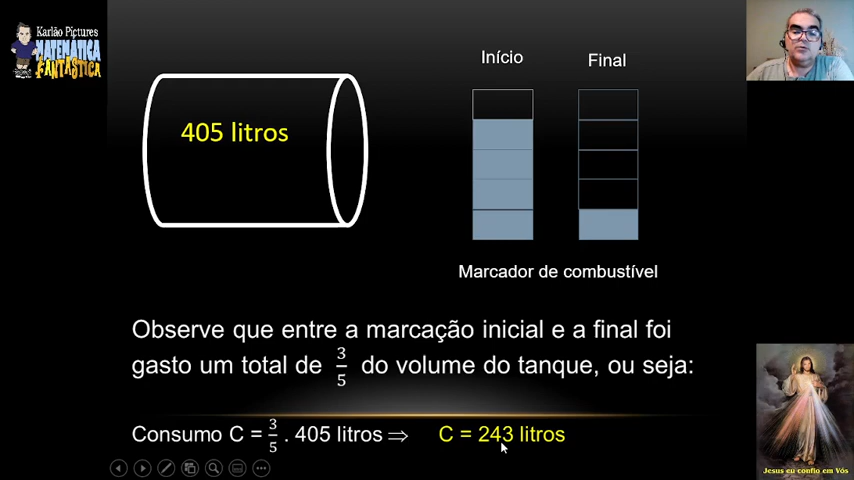 Karlão Pictures
MATEMÁTICA
FANTÁSTICA
405 litros
Início
Final
Marcador de combustível
Observe que entre a marcação inicial e a final foi
gasto um total de 3/5 do volume do tanque, ou seja:
Consumo C = 3/5 . 405 litros ⇒ C = 243 litros
Jesus eu confio em Vós